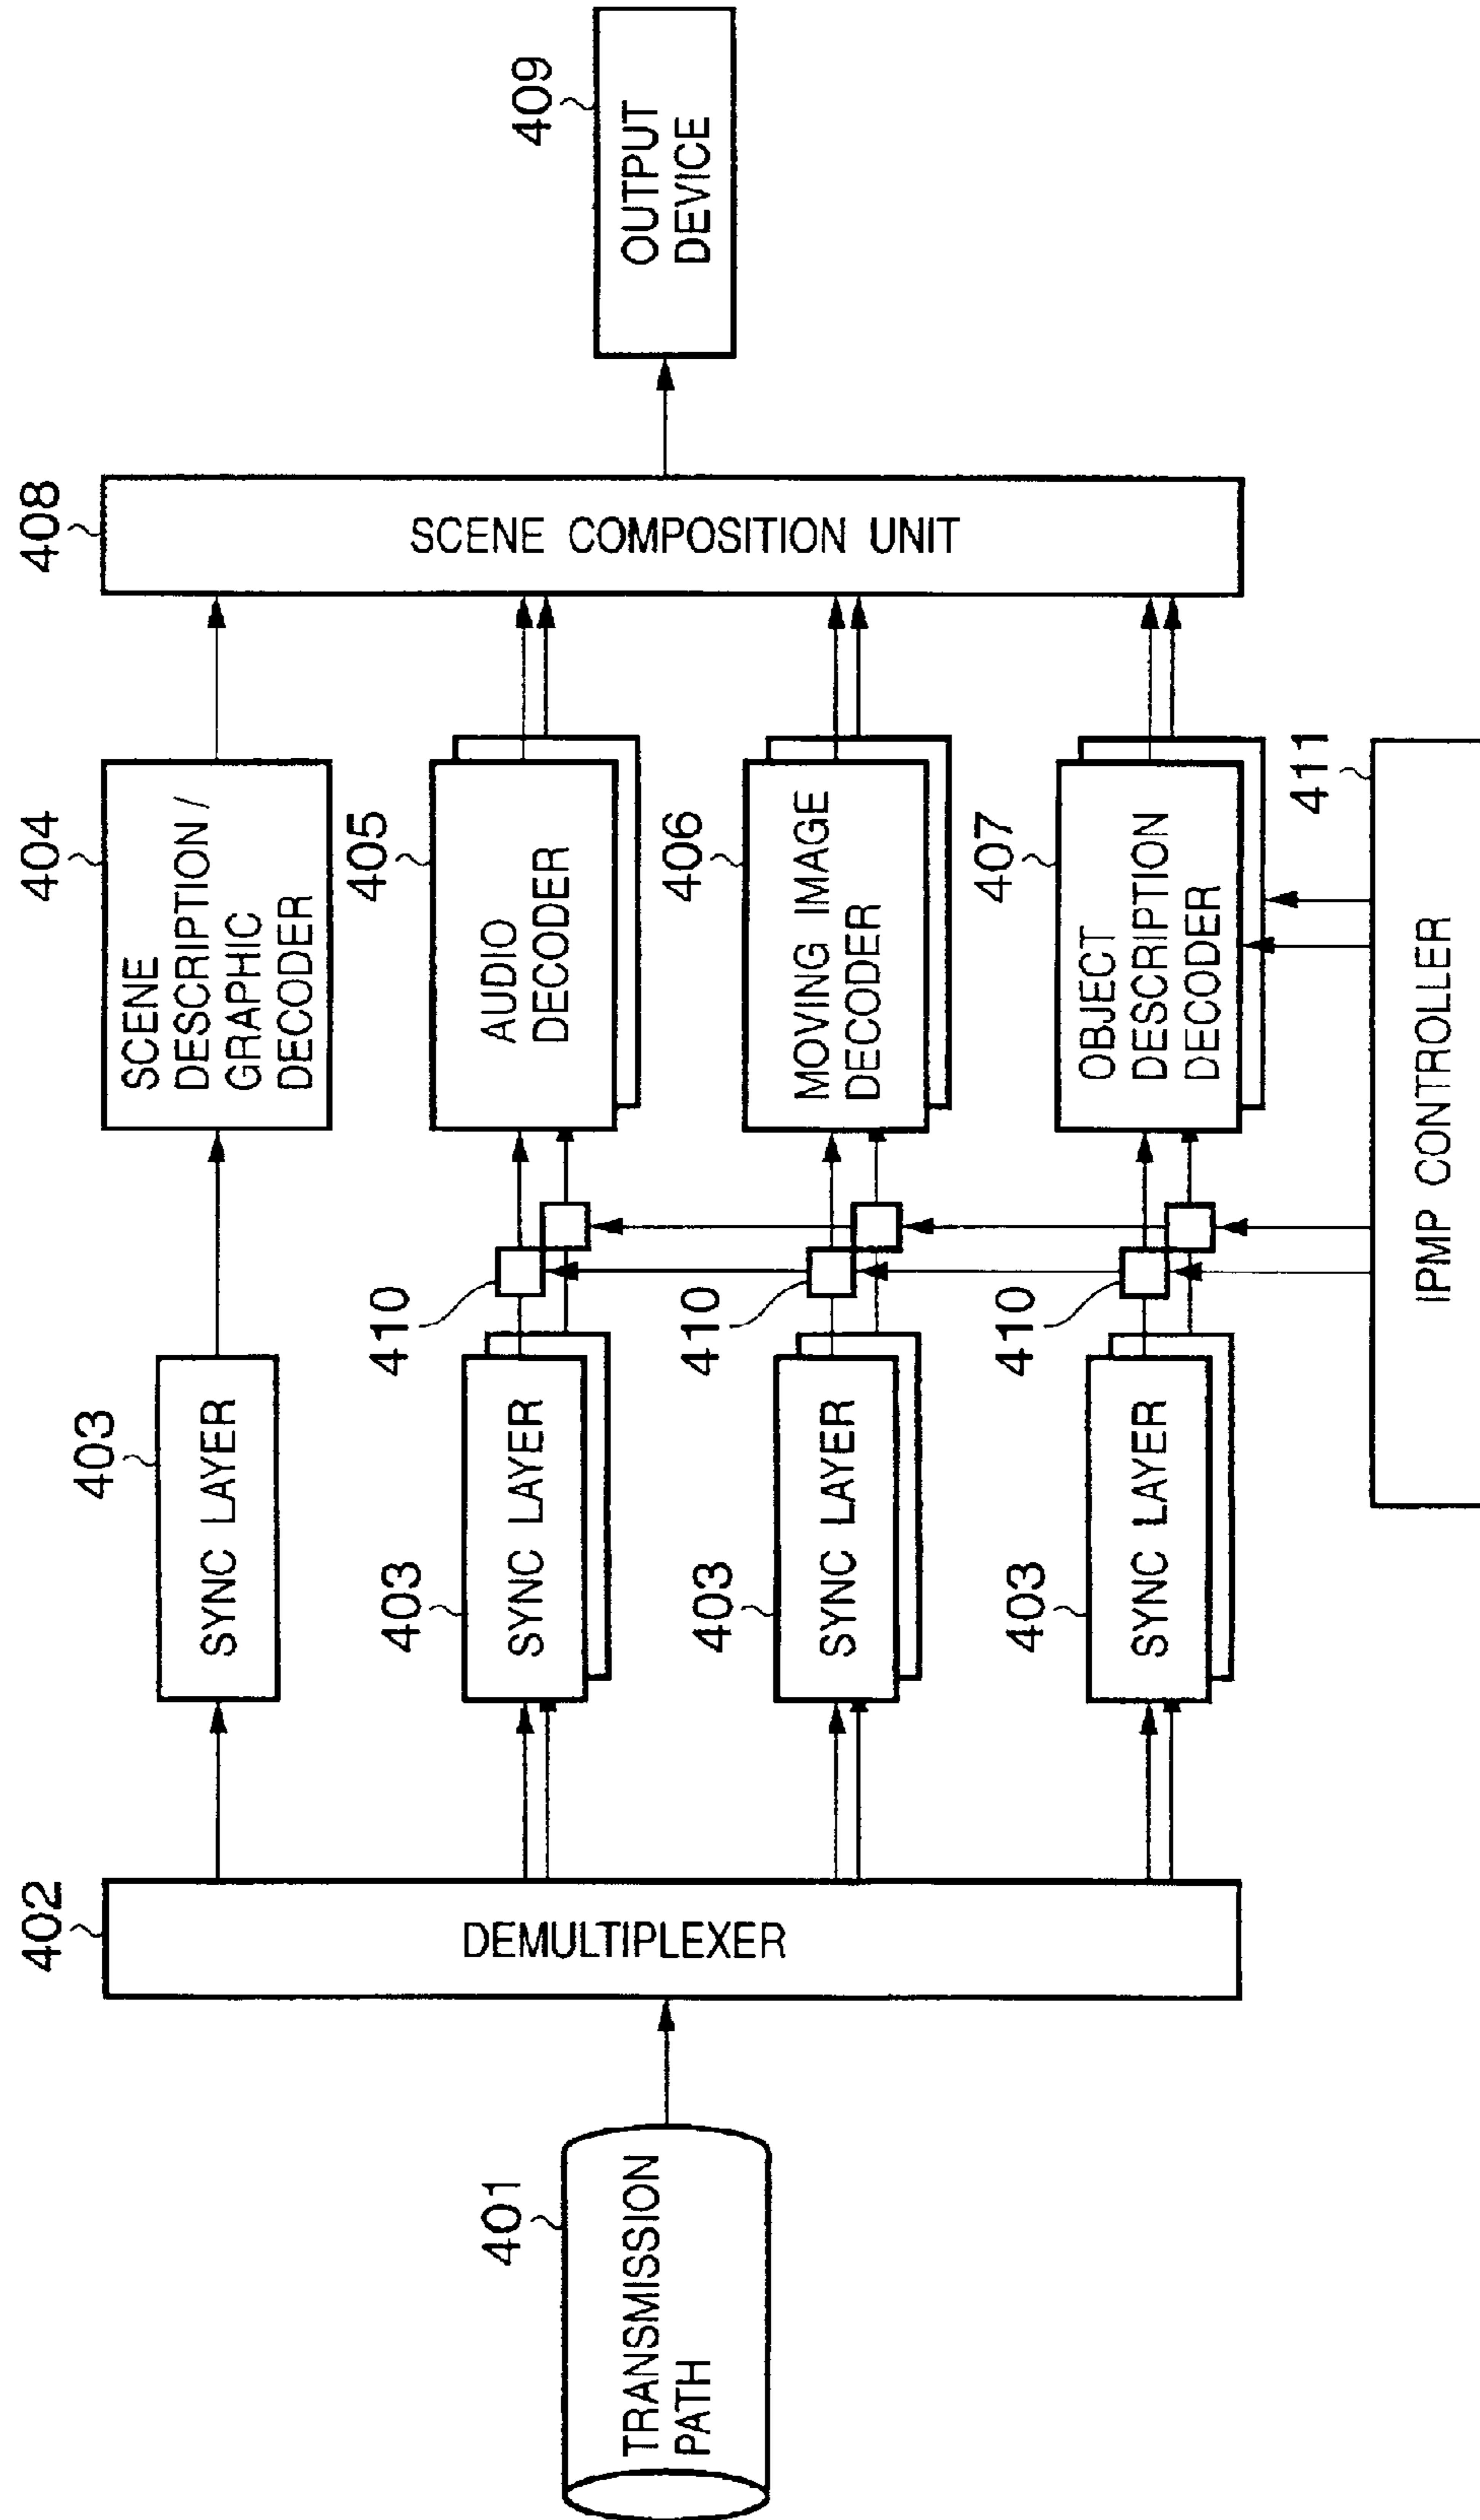 401
TRANSMISSION
PATH
402
DEMULTIPLEXER
403
SYNC LAYER
403
SYNC LAYER
403
SYNC LAYER
403
SYNC LAYER
410
410
410
404
SCENE
DESCRIPTION /
GRAPHIC
DECODER
405
AUDIO
DECODER
406
MOVING IMAGE
DECODER
407
OBJECT
DESCRIPTION
DECODER
411
IPMP CONTROLLER
408
SCENE COMPOSITION UNIT
409
OUTPUT
DEVICE